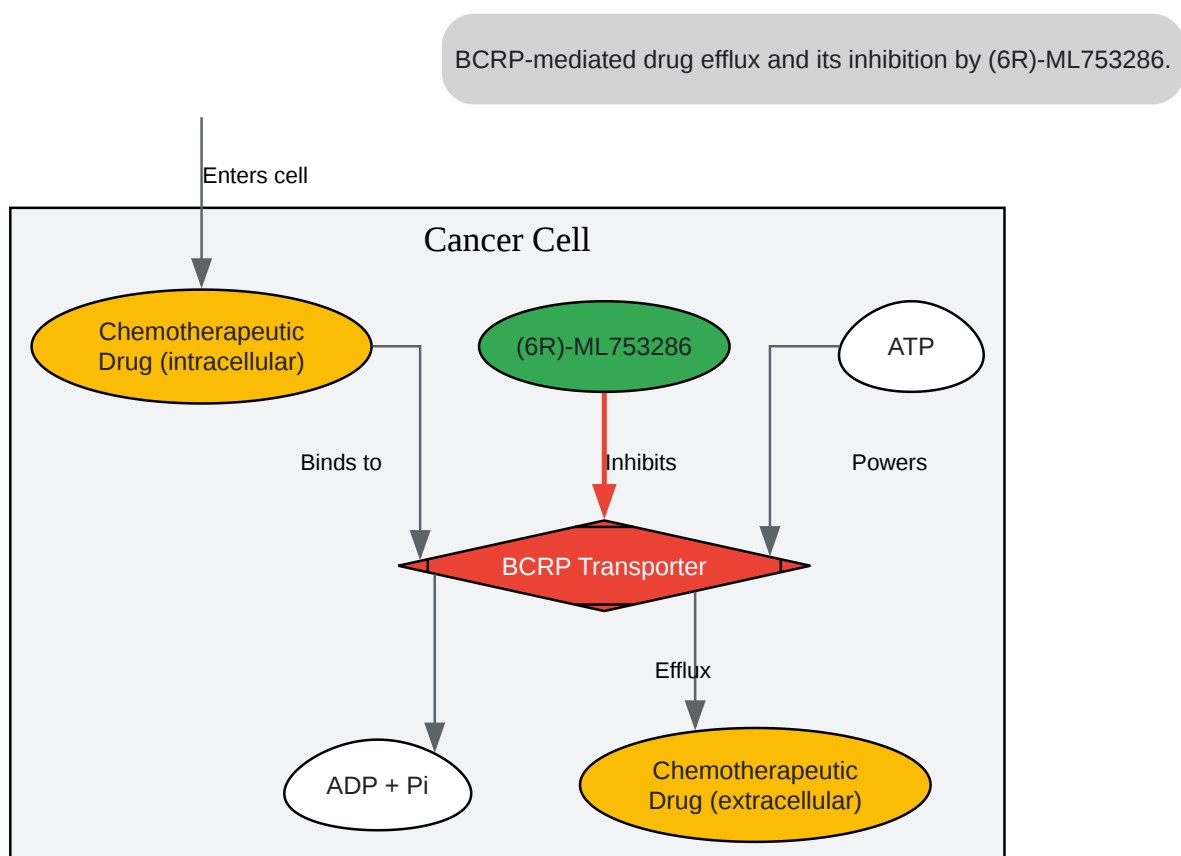 BCRP-mediated drug efflux and its inhibition by (6R)-ML753286.
Enters cell
Cancer Cell
Chemotherapeutic
Drug (intracellular)
(6R)-ML753286
ATP
Binds to
Inhibits
Powers
BCRP Transporter
Efflux
ADP + Pi
Chemotherapeutic
Drug (extracellular)